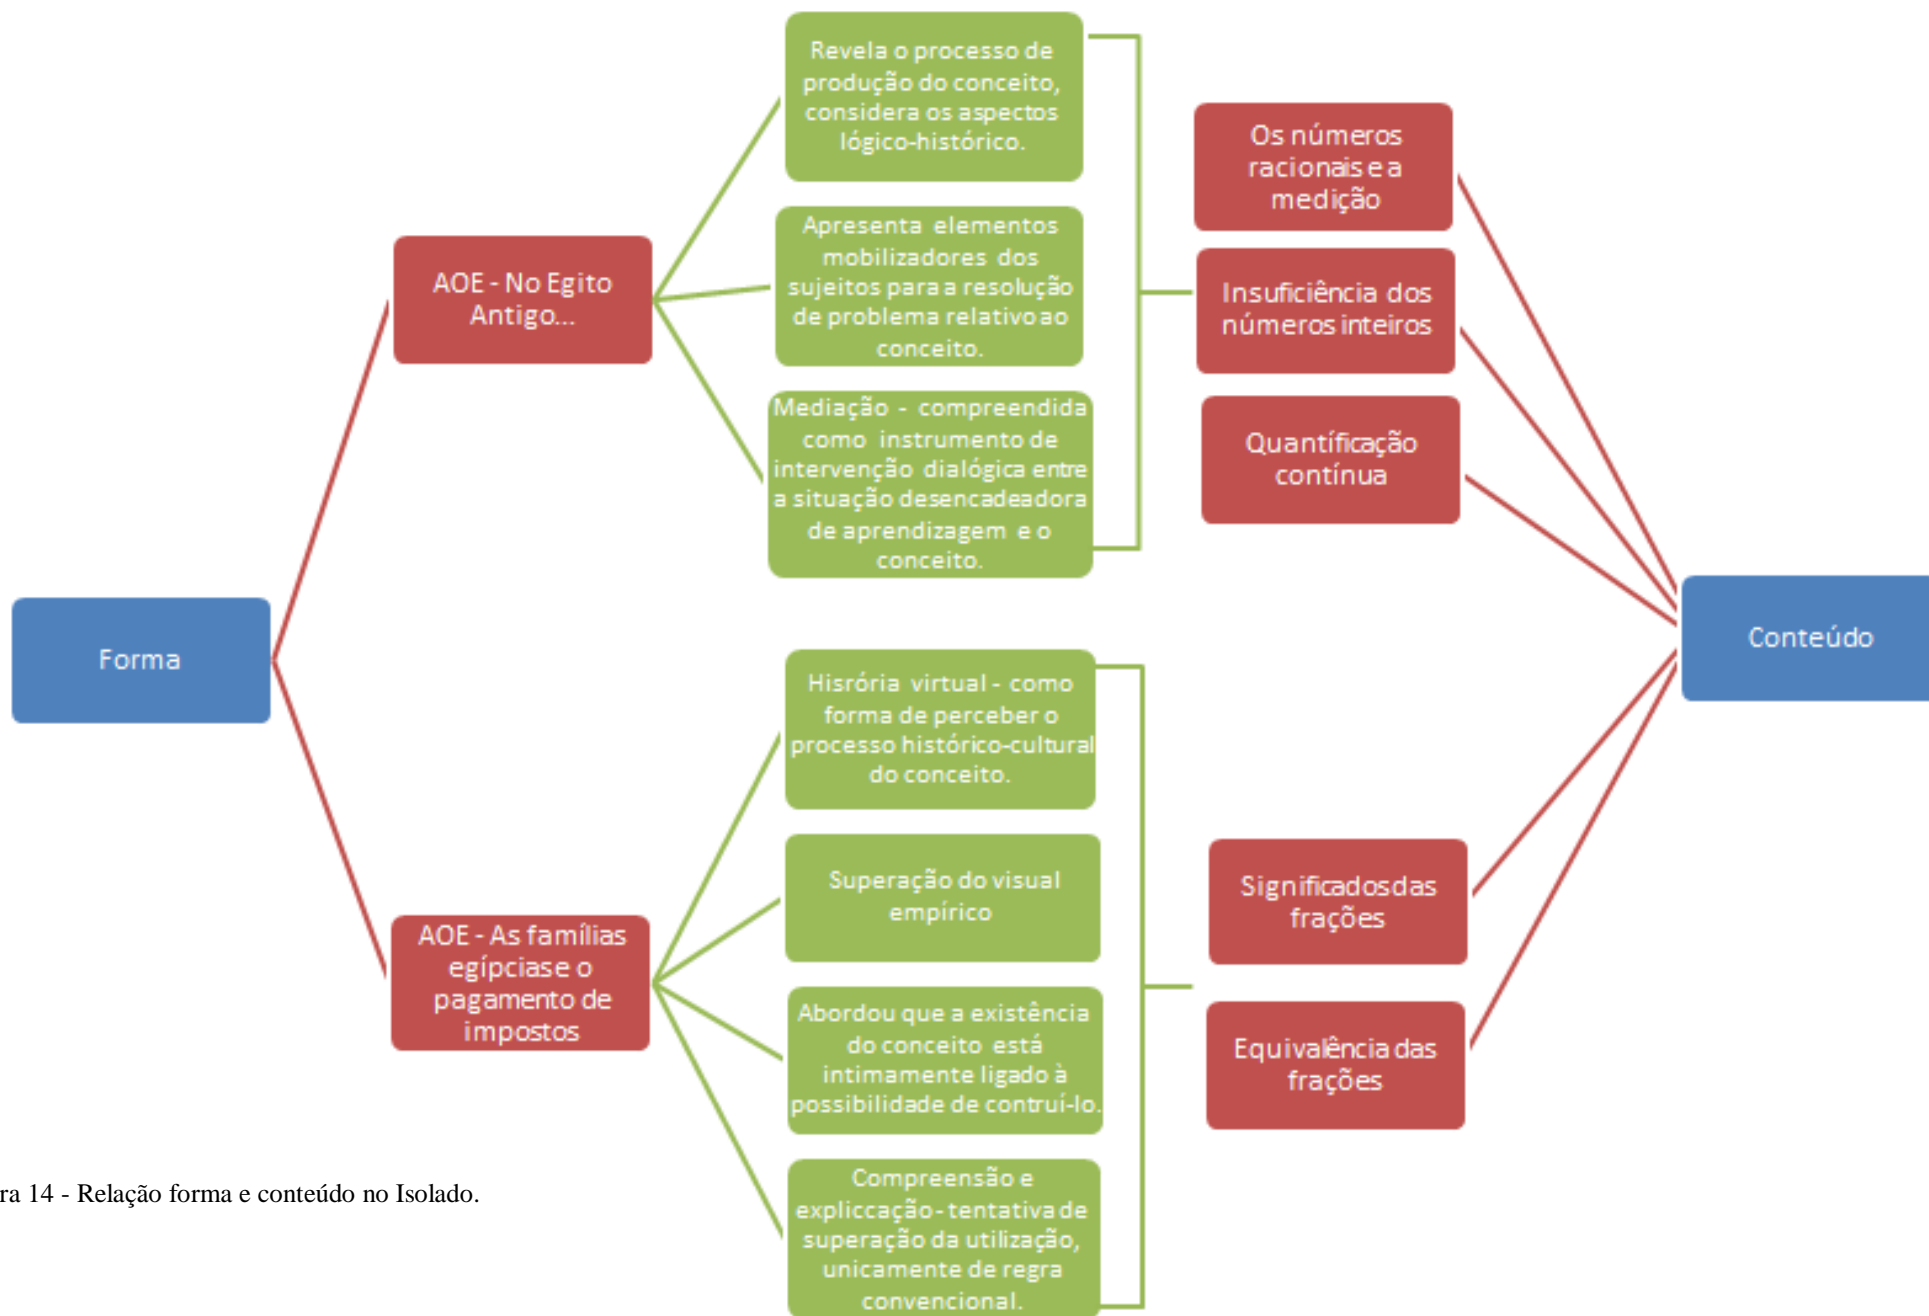 Forma
AOE - No Egito
Antigo...
AOE - As famílias
egípcias e o
pagamento de
impostos
Revela o processo de
produção do conceito,
considera os aspectos
lógico-histórico.
Apresenta elementos
mobilizadores dos
sujeitos para a resolução
de problema relativo ao
conceito.
Mediação - compreendida
como instrumento de
intervenção dialógica entre
a situação desencadeadora
de aprendizagem e o
conceito.
Hisróría virtual - como
forma de perceber o
processo histórico-cultural
do conceito.
Superação do visual
empírico
Abordou que a existência
do conceito está
intimamente ligado à
possibilidade de contruí-lo.
Compreensão e
expliccação - tentativa de
superação da utilização,
unicamente de regra
convencional.
Os números
racionais e a
medição
Insuficiência dos
números inteiros
Quantíficação
contínua
Significados das
frações
Equivalência das
frações
Conteúdo
ra 14 - Relação forma e conteúdo no Isolado.